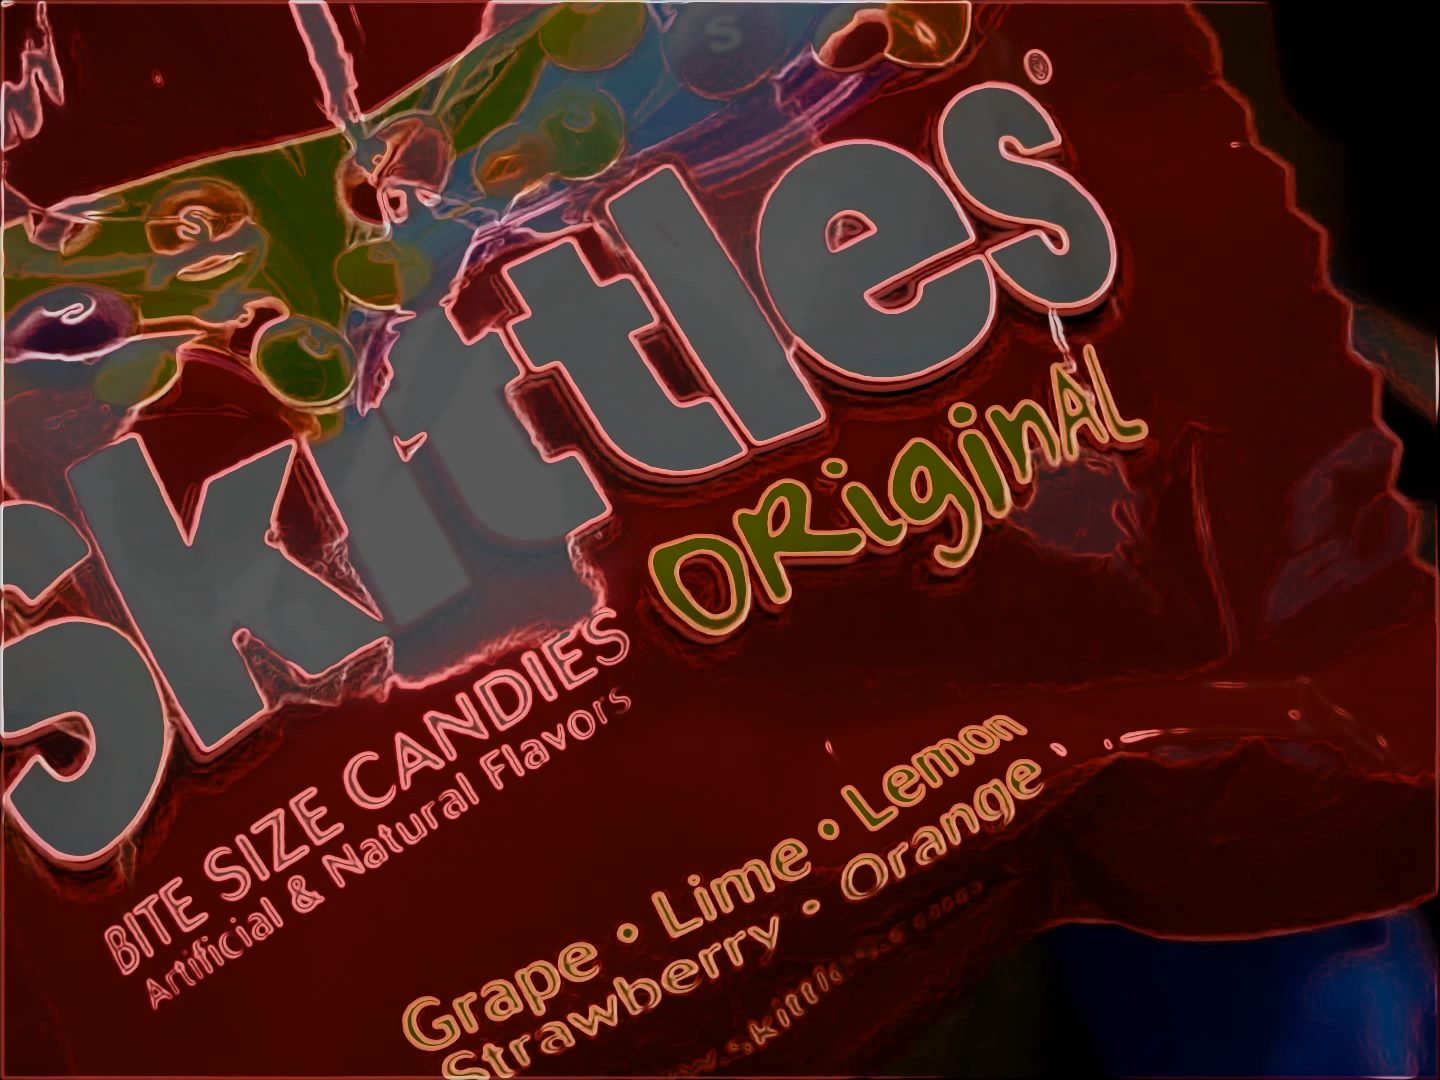 Skittles
ORiginAL
BITE SIZE CANDIES
Artificial & Natural Flavors
Grape • Lime • Lemon
Strawberry • Orange